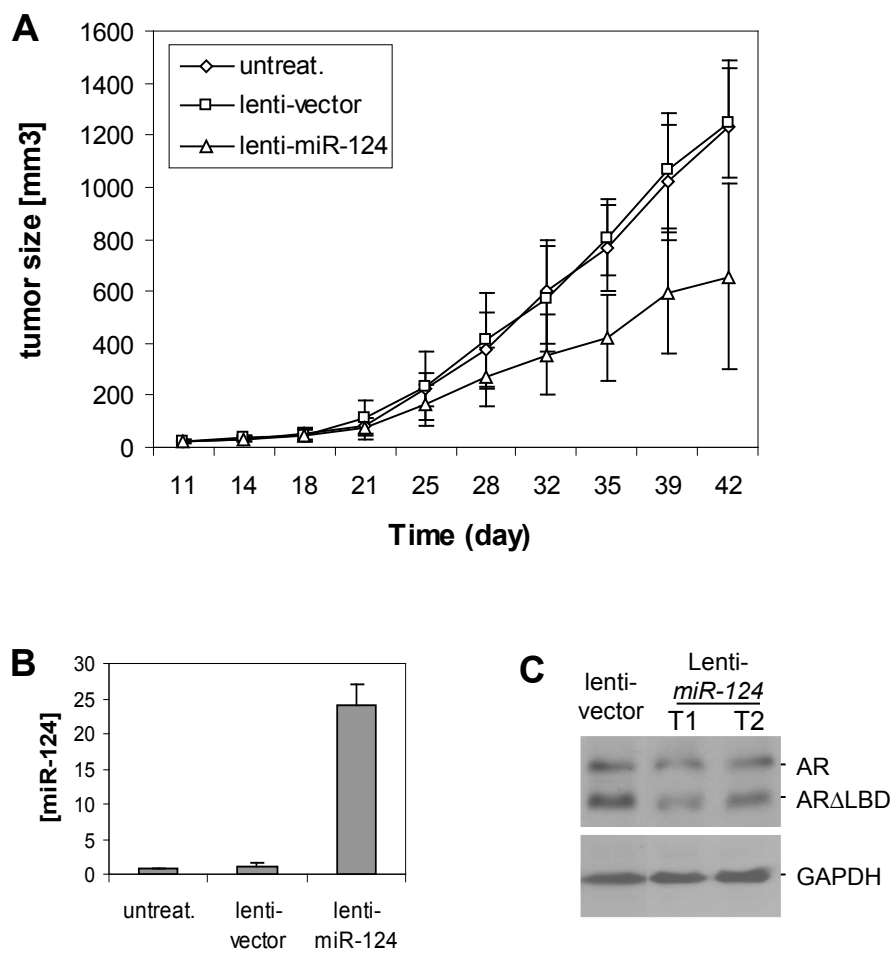 A
1600
1400
1200
1000
800
600
400
200
0
tumor size [mm3]
untreat.
lenti-vector
lenti-miR-124
11 14 18 21 25 28 32 35 39 42
Time (day)
B
30
25
20
15
10
5
0
[miR-124]
untreat.
lenti-
vector
lenti-
miR-124
C
lenti-
vector
Lenti-
miR-124
T1 T2
AR
ARΔLBD
GAPDH